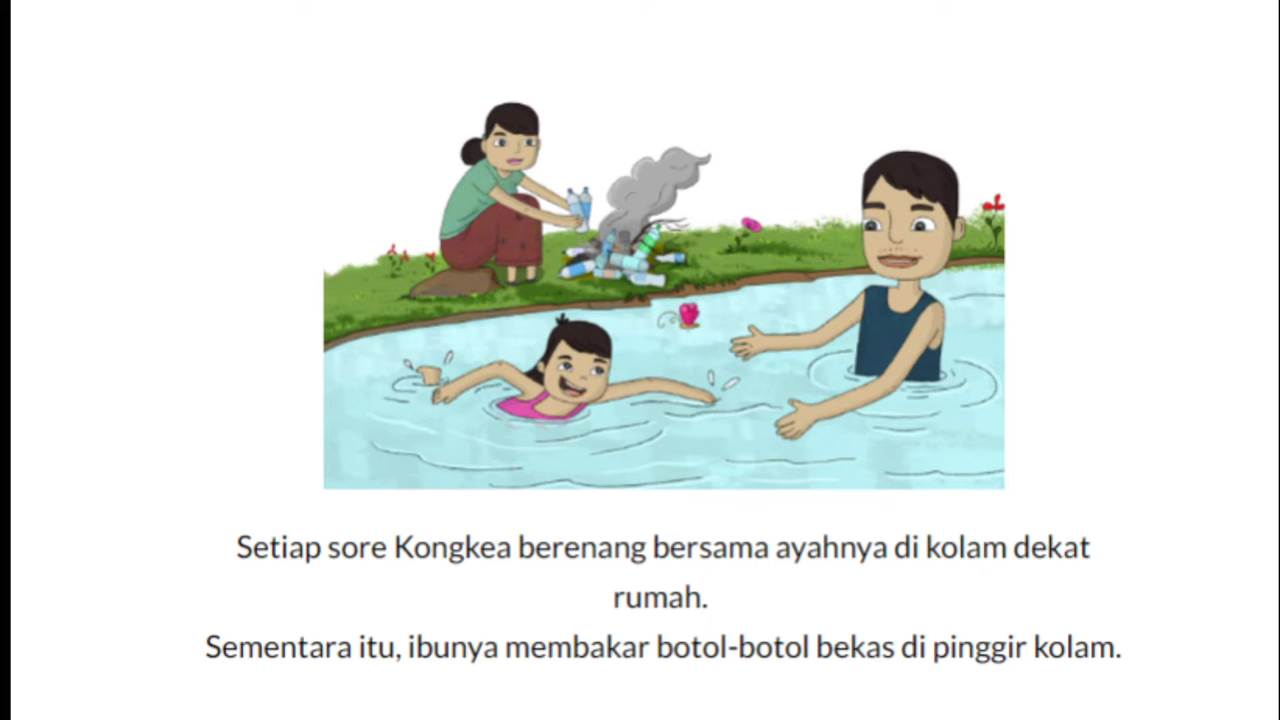 Setiap sore Kongkea berenang bersama ayahnya di kolam dekat
rumah.
Sementara itu, ibunya membakar botol-botol bekas di pinggir kolam.